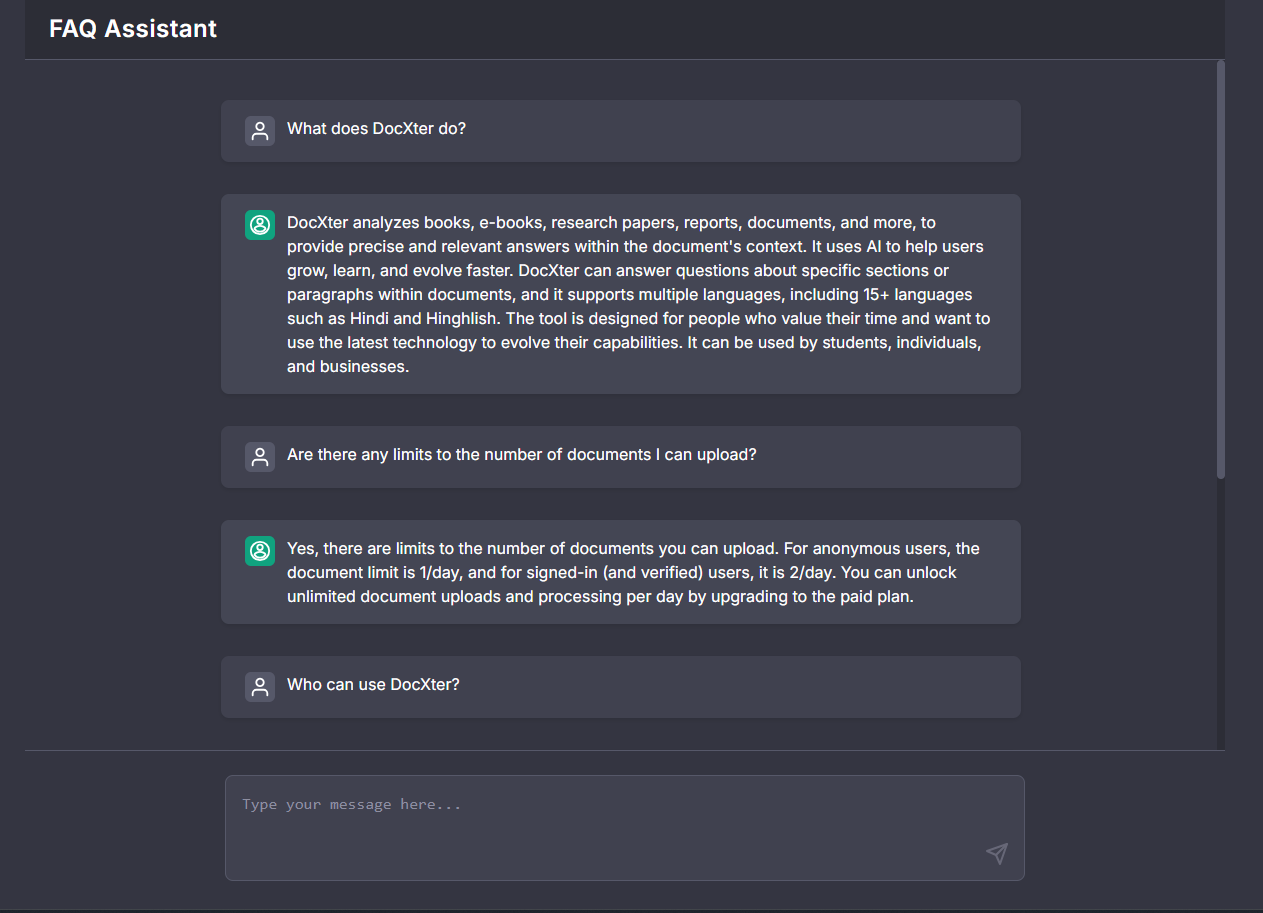 FAQ Assistant
What does DocXter do?
DocXter analyzes books, e-books, research papers, reports, documents, and more, to
provide precise and relevant answers within the document's context. It uses AI to help users
grow, learn, and evolve faster. DocXter can answer questions about specific sections or
paragraphs within documents, and it supports multiple languages, including 15+ languages
such as Hindi and Hinghlish. The tool is designed for people who value their time and want to
use the latest technology to evolve their capabilities. It can be used by students, individuals,
and businesses.
Are there any limits to the number of documents I can upload?
Yes, there are limits to the number of documents you can upload. For anonymous users, the
document limit is 1/day, and for signed-in (and verified) users, it is 2/day. You can unlock
unlimited document uploads and processing per day by upgrading to the paid plan.
Who can use DocXter?
Type your message here...